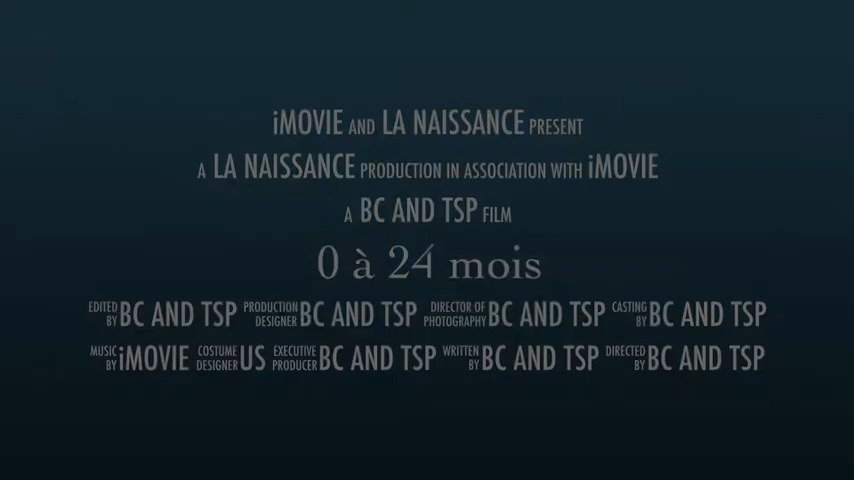 iMOVIE AND LA NAISSANCE PRESENT
A LA NAISSANCE PRODUCTION IN ASSOCIATION WITH iMOVIE
A BC AND TSP FILM
0 à 24 mois
EDITED BY BC AND TSP PRODUCTION DESIGNER BC AND TSP DIRECTOR OF PHOTOGRAPHY BC AND TSP CASTING BY BC AND TSP
MUSIC BY iMOVIE COSTUME DESIGNER US EXECUTIVE PRODUCER BC AND TSP WRITTEN BY BC AND TSP DIRECTED BY BC AND TSP